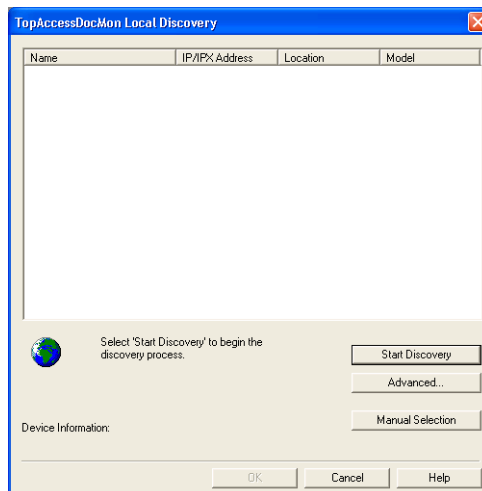 TopAccessDocMon Local Discovery
Name IP/IPX Address Location Model
Select 'Start Discovery' to begin the
discovery process.
Start Discovery
Advanced...
Manual Selection
Device Information:
OK Cancel Help